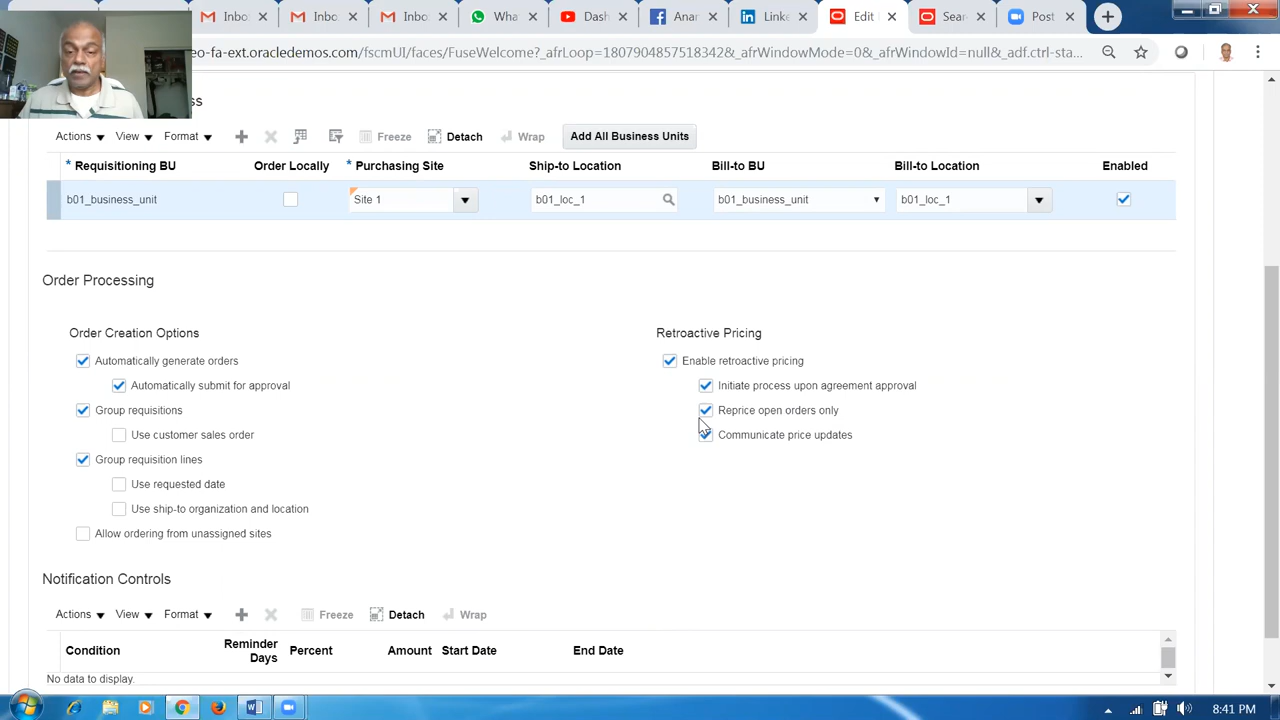 Inbo
Inbo
Inbo
Dash
Anar
Linke
Edit
Lear
Post
eo-fa-ext.oracledemos.com/fscmUI/faces/FuseWelcome?_afrLoop=18179048575​18342&_afrWindowMode=0&_afrWindowId=null&_adf.ctrl-sta...
ss
Actions View Format Freeze Detach Wrap Add All Business Units
* Requisitioning BU Order Locally * Purchasing Site Ship-to Location Bill-to BU Bill-to Location Enabled
b01_business_unit Site 1 b01_loc_1 b01_business_unit b01_loc_1
Order Processing
Order Creation Options
Automatically generate orders
Automatically submit for approval
Group requisitions
Use customer sales order
Group requisition lines
Use requested date
Use ship-to organization and location
Allow ordering from unassigned sites
Retroactive Pricing
Enable retroactive pricing
Initiate process upon agreement approval
Reprice open orders only
Communicate price updates
Notification Controls
Actions View Format Freeze Detach Wrap
Condition Reminder Days Percent Amount Start Date End Date
No data to display.
8:41 PM